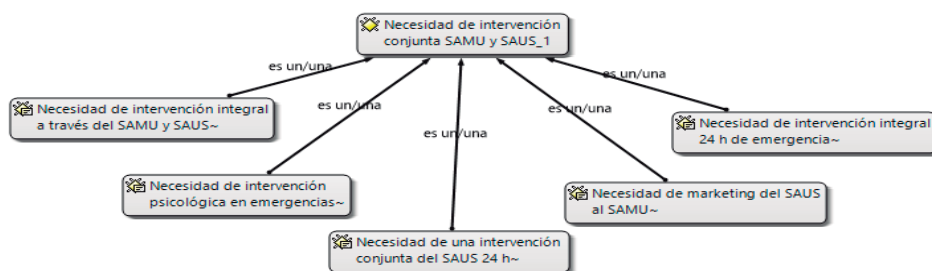 Necesidad de intervención
conjunta SAMU y SAUS_1
es un/una
es un/una
es un/una
es un/una
es un/una
Necesidad de intervención integral
a través del SAMU y SAUS~
Necesidad de intervención integral
24 h de emergencia~
Necesidad de intervención
psicológica en emergencias~
Necesidad de marketing del SAUS
al SAMU~
Necesidad de una intervención
conjunta del SAUS 24 h~